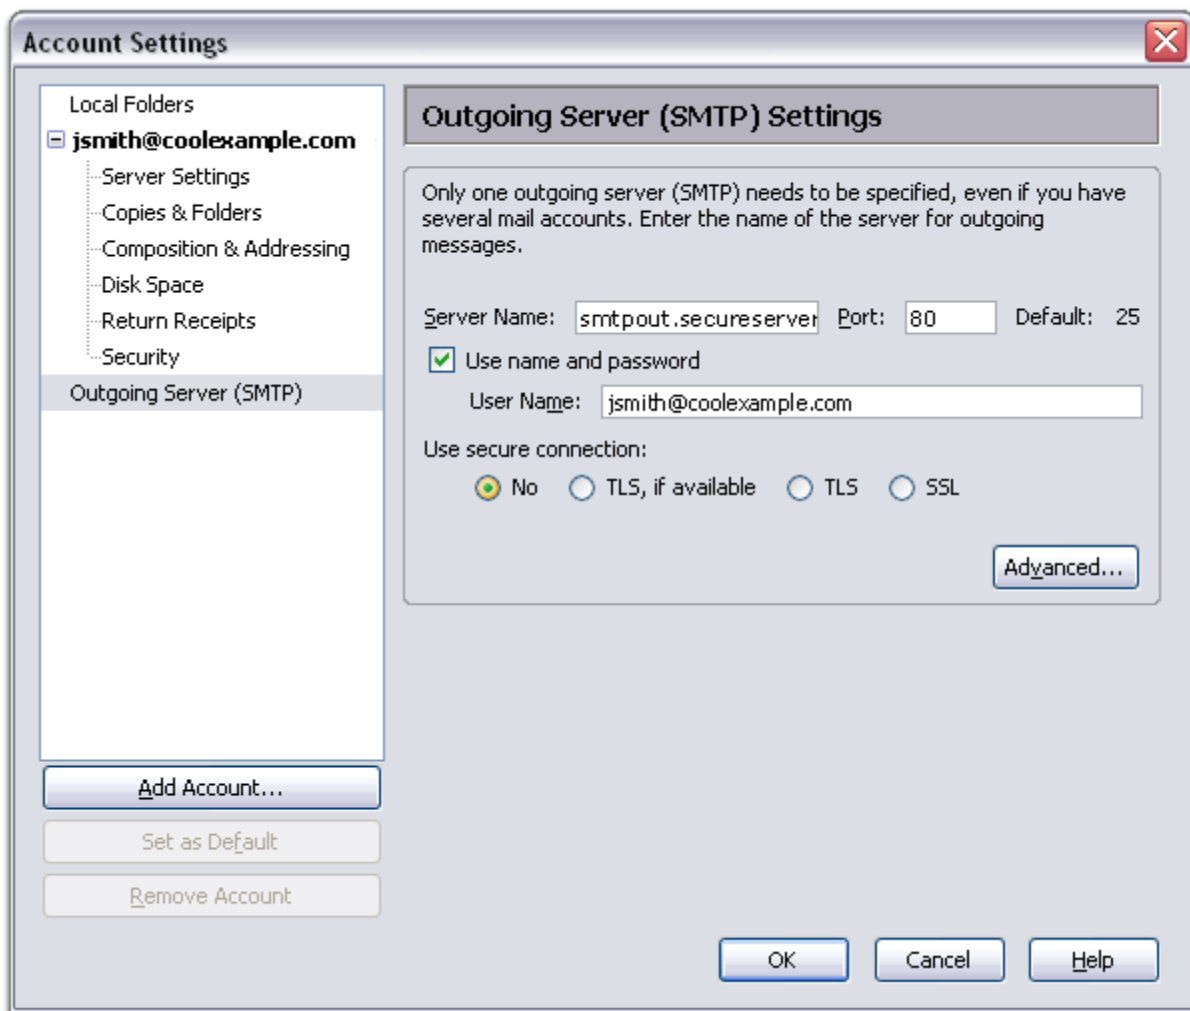 Account Settings
Local Folders
jsmith@coolexample.com
Server Settings
Copies & Folders
Composition & Addressing
Disk Space
Return Receipts
Security
Outgoing Server (SMTP)
Add Account...
Set as Default
Remove Account
Outgoing Server (SMTP) Settings
Only one outgoing server (SMTP) needs to be specified, even if you have
several mail accounts. Enter the name of the server for outgoing
messages.
Server Name: smtpout.secureserver Port: 80 Default: 25
Use name and password
User Name: jsmith@coolexample.com
Use secure connection:
No TLS, if available TLS SSL
Advanced...
OK Cancel Help